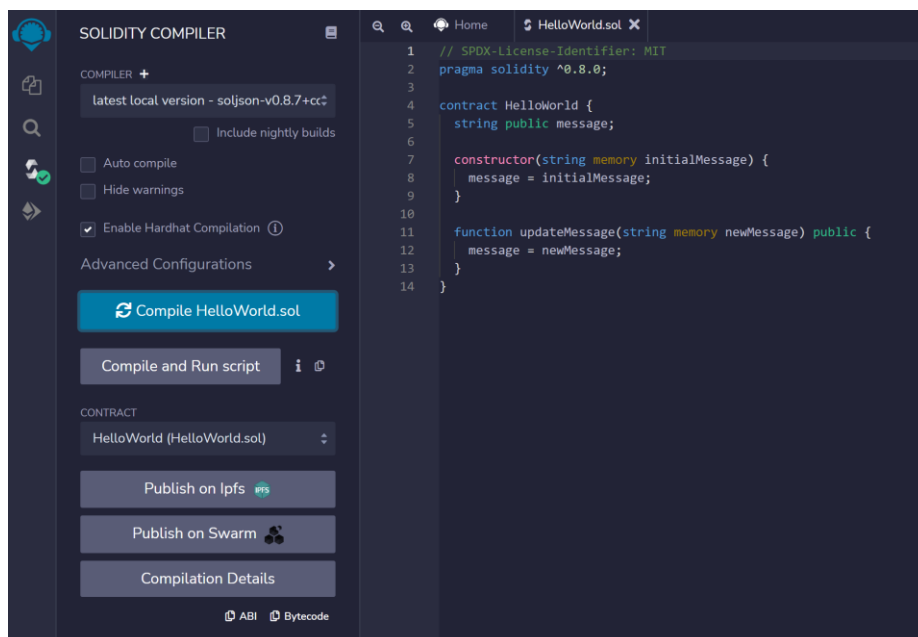 SOLIDITY COMPILER
COMPILER +
latest local version - soljson-v0.8.7+cc
Include nightly builds
Auto compile
Hide warnings
Enable Hardhat Compilation
Advanced Configurations
Compile HelloWorld.sol
Compile and Run script
CONTRACT
HelloWorld (HelloWorld.sol)
Publish on Ipfs IPFS
Publish on Swarm
Compilation Details
ABI Bytecode
Home HelloWorld.sol
1 // SPDX-License-Identifier: MIT
2 pragma solidity ^0.8.0;
3
4 contract HelloWorld {
5 string public message;
6
7 constructor(string memory initialMessage) {
8 message = initialMessage;
9 }
10
11 function updateMessage(string memory newMessage) public {
12 message = newMessage;
13 }
14 }